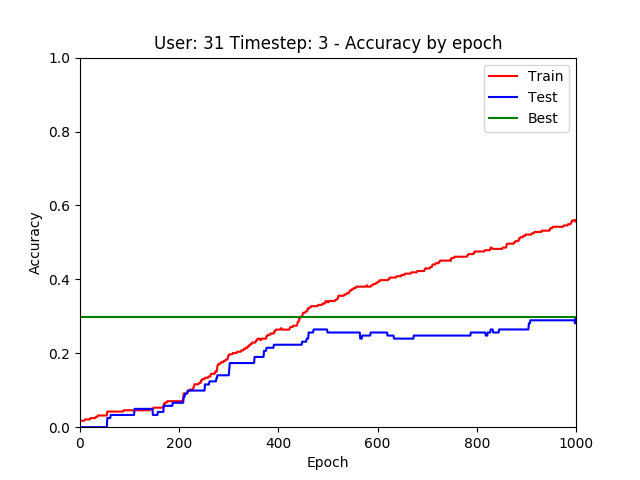 User: 31 Timestep: 3 - Accuracy by epoch
Train
Test
Best
Accuracy
1.0
0.8
0.6
0.4
0.2
0.0
0 200 400 600 800 1000
Epoch